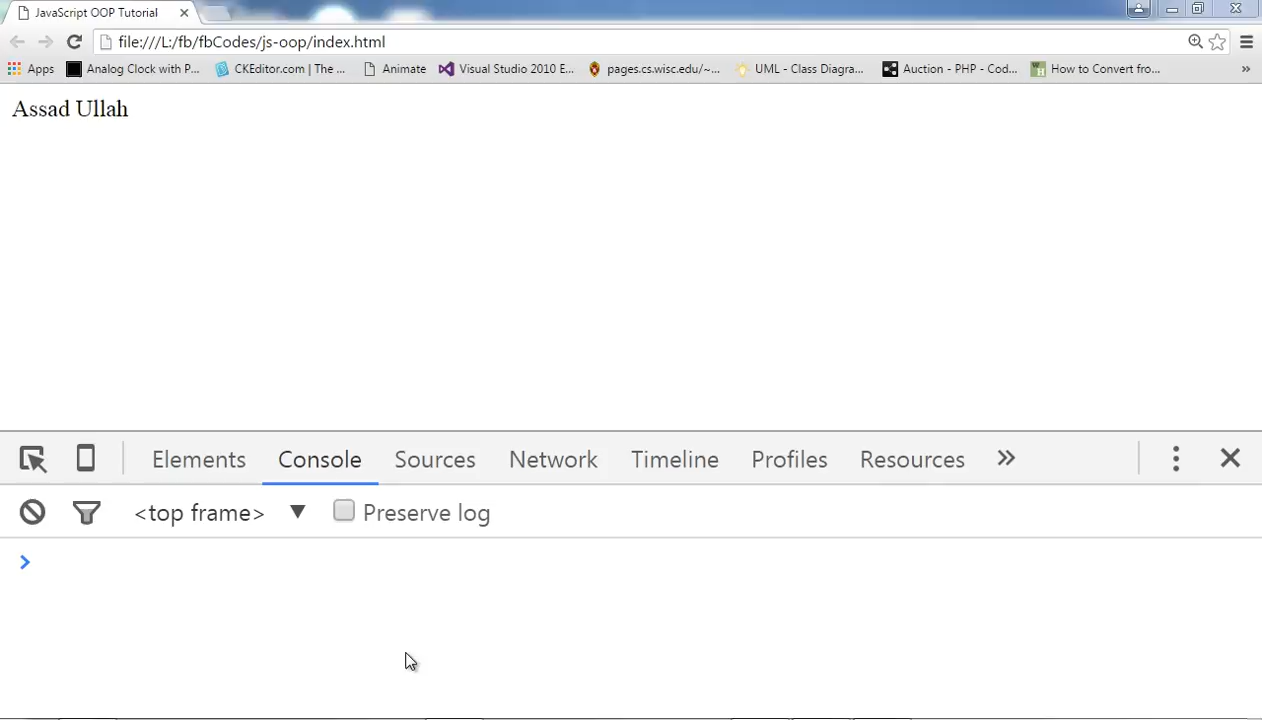 JavaScript OOP Tutorial
file:///L:/fb/fbCodes/js-oop/index.html
Apps Analog Clock with P... CKEditor.com | The ... Animate Visual Studio 2010 E... pages.cs.wisc.edu/~... UML - Class Diagra... Auction - PHP - Cod... How to Convert fro... »
Assad Ullah
Elements Console Sources Network Timeline Profiles Resources »
<top frame> ▼ Preserve log
>